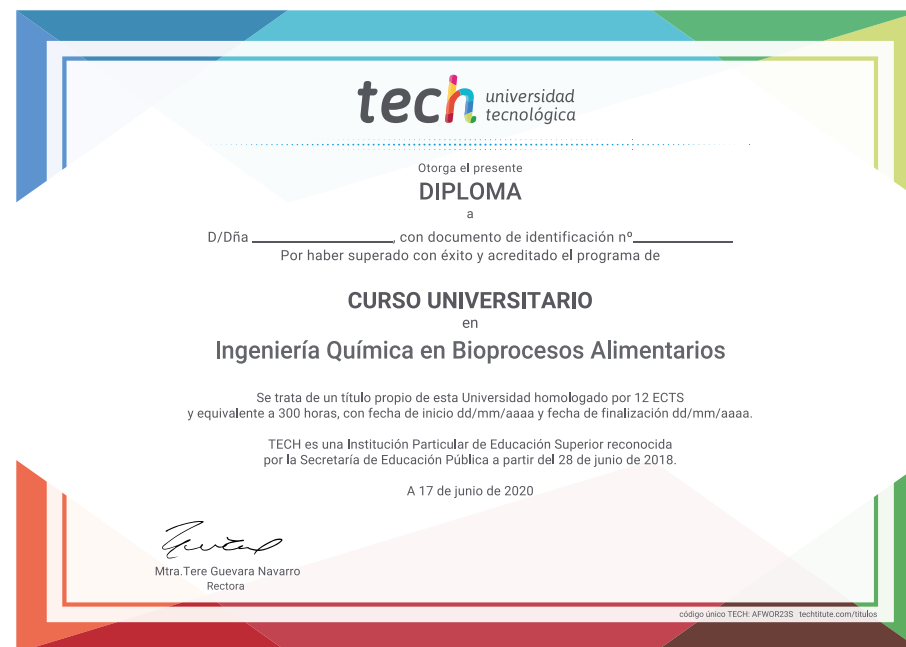 tech universidad
tecnológica
Otorga el presente
DIPLOMA
a
D/Dña ____________________, con documento de identificación nº______________
Por haber superado con éxito y acreditado el programa de
CURSO UNIVERSITARIO
en
Ingeniería Química en Bioprocesos Alimentarios
Se trata de un título propio de esta Universidad homologado por 12 ECTS
y equivalente a 300 horas, con fecha de inicio dd/mm/aaaa y fecha de finalización dd/mm/aaaa.
TECH es una Institución Particular de Educación Superior reconocida
por la Secretaría de Educación Pública a partir del 28 de junio de 2018.
A 17 de junio de 2020
Mtra.Tere Guevara Navarro
Rectora
código único TECH: AFWOR23S techtitute.com/titulos